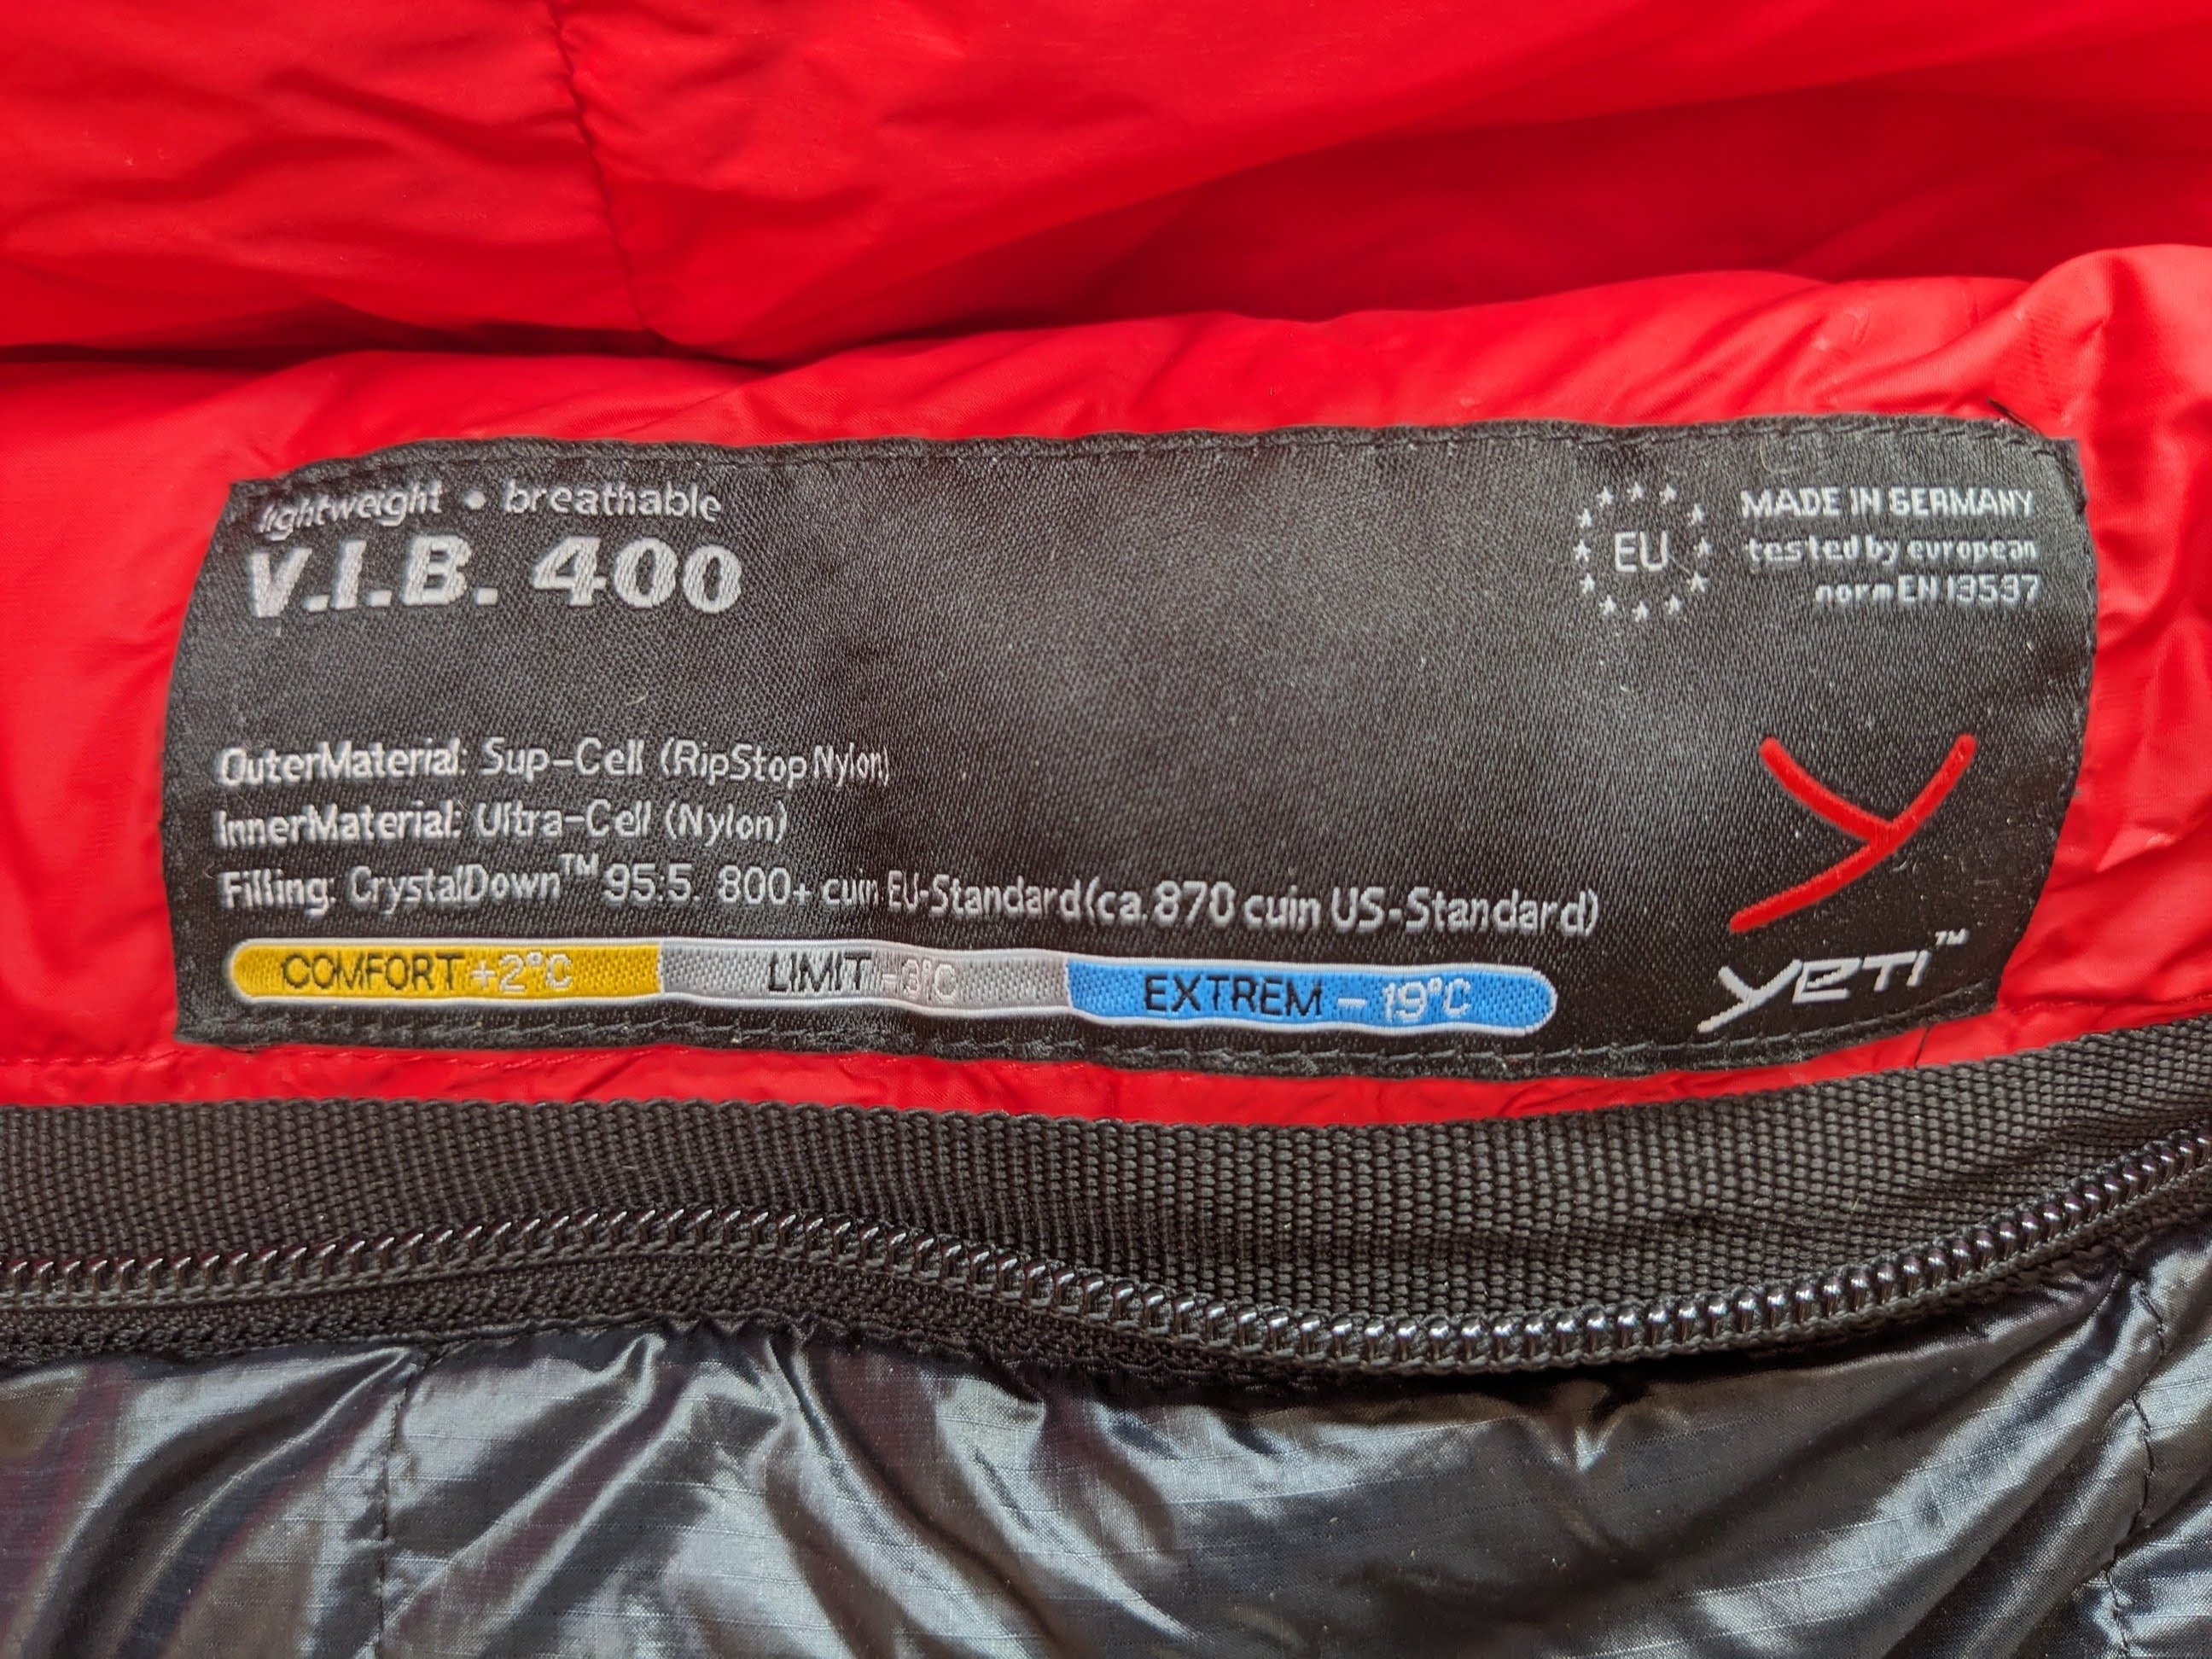 lightweight • breathable
V.I.B. 400
EU
MADE IN GERMANY
tested by european
norm EN 13537
OuterMaterial: Sup-Cell (RipStop Nylon)
InnerMaterial: Ultra-Cell (Nylon)
Filling: CrystalDown™ 95.5. 800+ cuin EU-Standard (ca. 870 cuin US-Standard)
COMFORT +2°C LIMIT -3°C EXTREM - 19°C
YETI™